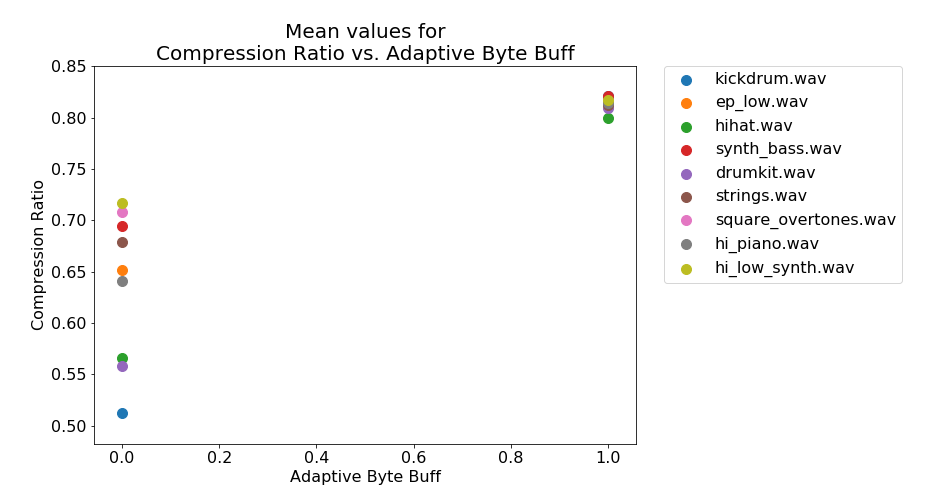 Mean values for
Compression Ratio vs. Adaptive Byte Buff
0.85
0.80
0.75
0.70
0.65
0.60
0.55
0.50
Compression Ratio
0.0 0.2 0.4 0.6 0.8 1.0
Adaptive Byte Buff
kickdrum.wav
ep_low.wav
hihat.wav
synth_bass.wav
drumkit.wav
strings.wav
square_overtones.wav
hi_piano.wav
hi_low_synth.wav